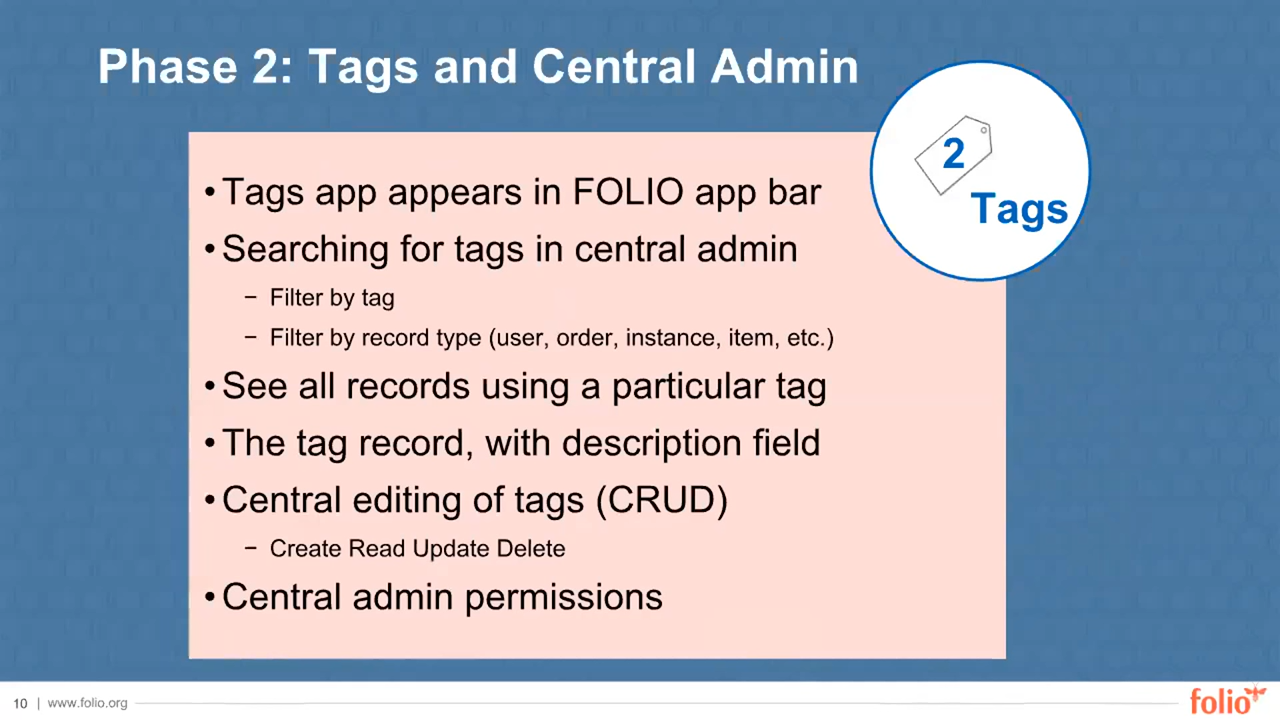 Phase 2: Tags and Central Admin
2
Tags
• Tags app appears in FOLIO app bar
• Searching for tags in central admin
− Filter by tag
− Filter by record type (user, order, instance, item, etc.)
• See all records using a particular tag
• The tag record, with description field
• Central editing of tags (CRUD)
− Create Read Update Delete
• Central admin permissions
10 | www.folio.org
folio